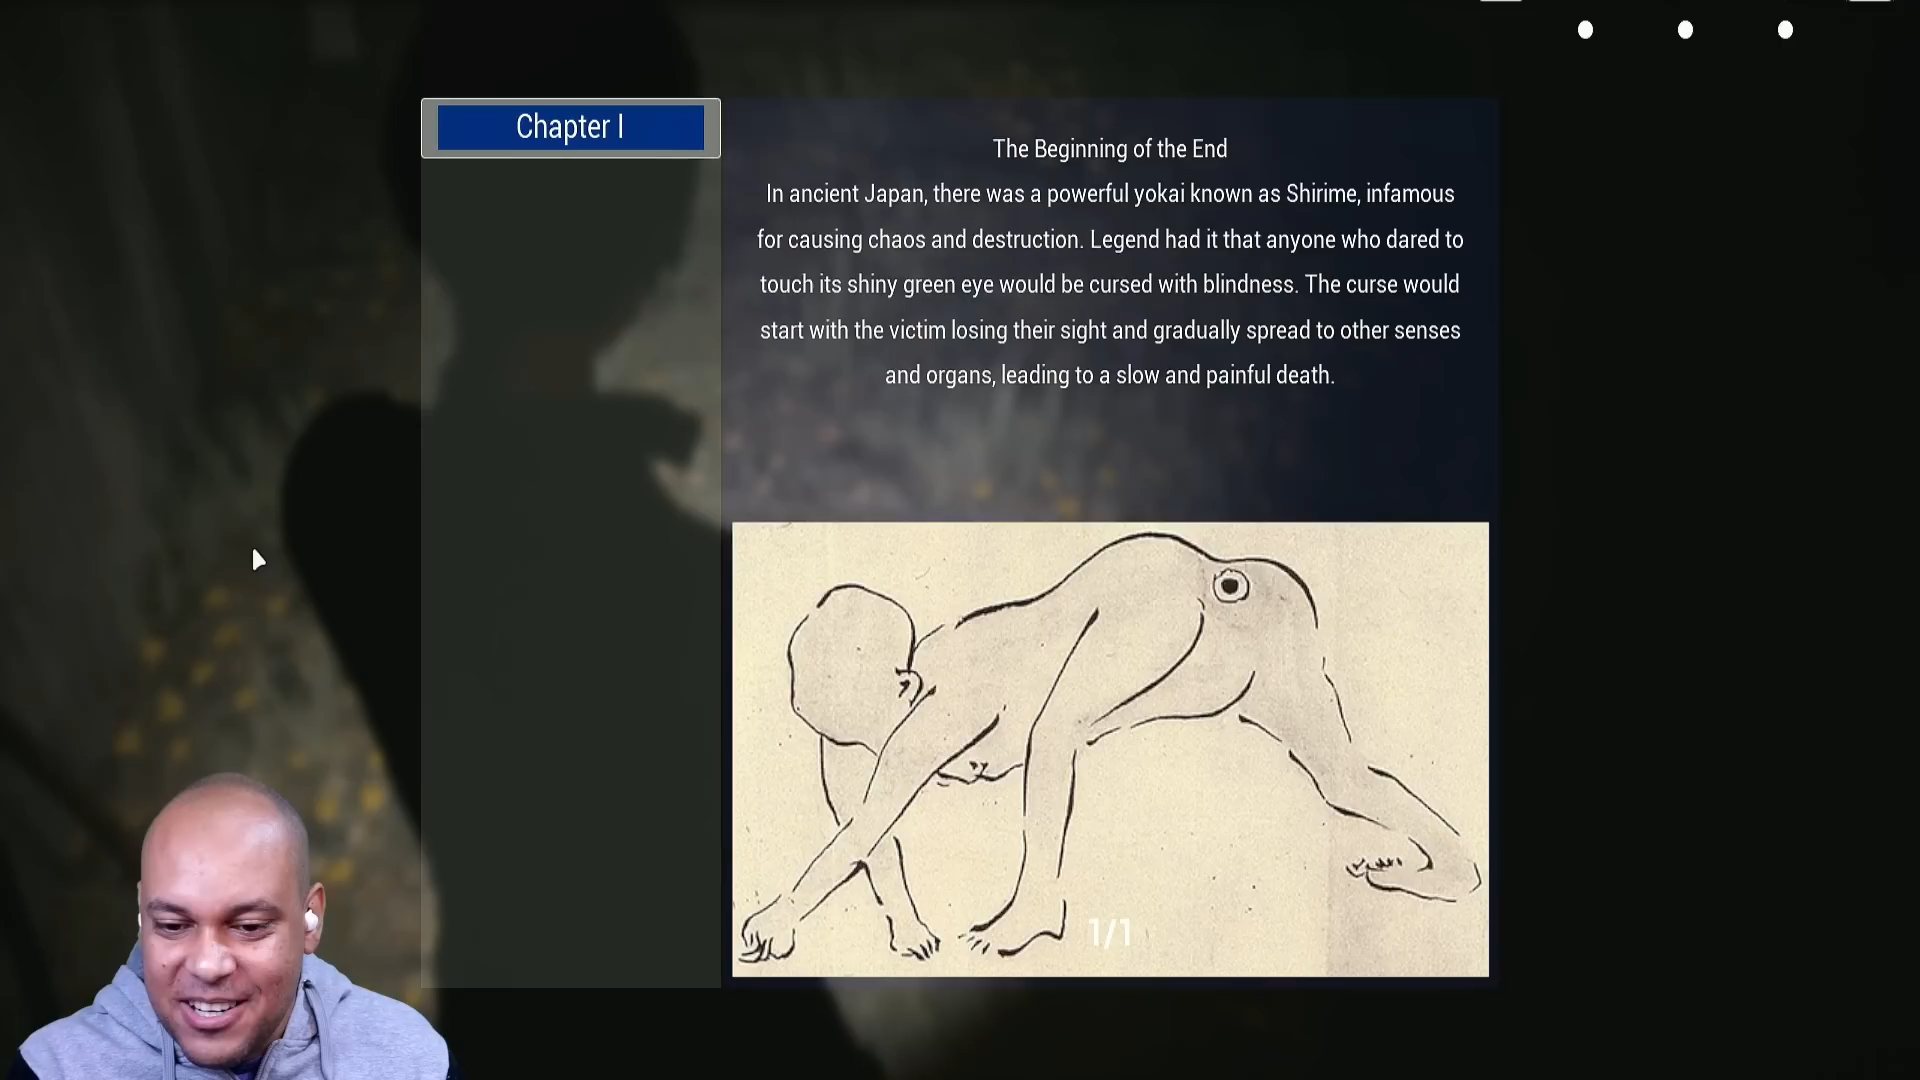 Chapter I
The Beginning of the End
In ancient Japan, there was a powerful yokai known as Shirime, infamous
for causing chaos and destruction. Legend had it that anyone who dared to
touch its shiny green eye would be cursed with blindness. The curse would
start with the victim losing their sight and gradually spread to other senses
and organs, leading to a slow and painful death.
1/1